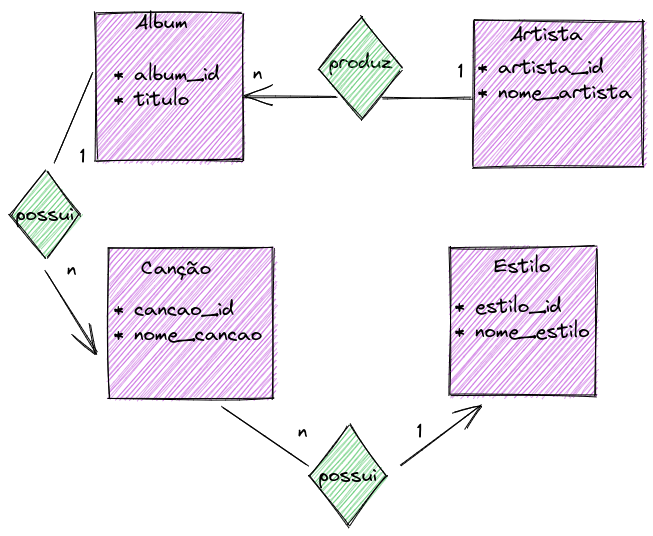 Album
* album_id
* titulo
n
produz
1
Artista
* artista_id
* nome_artista
1
possui
n
Canção
* cancao_id
* nome_cancao
Estilo
* estilo_id
* nome_estilo
n
possui
1